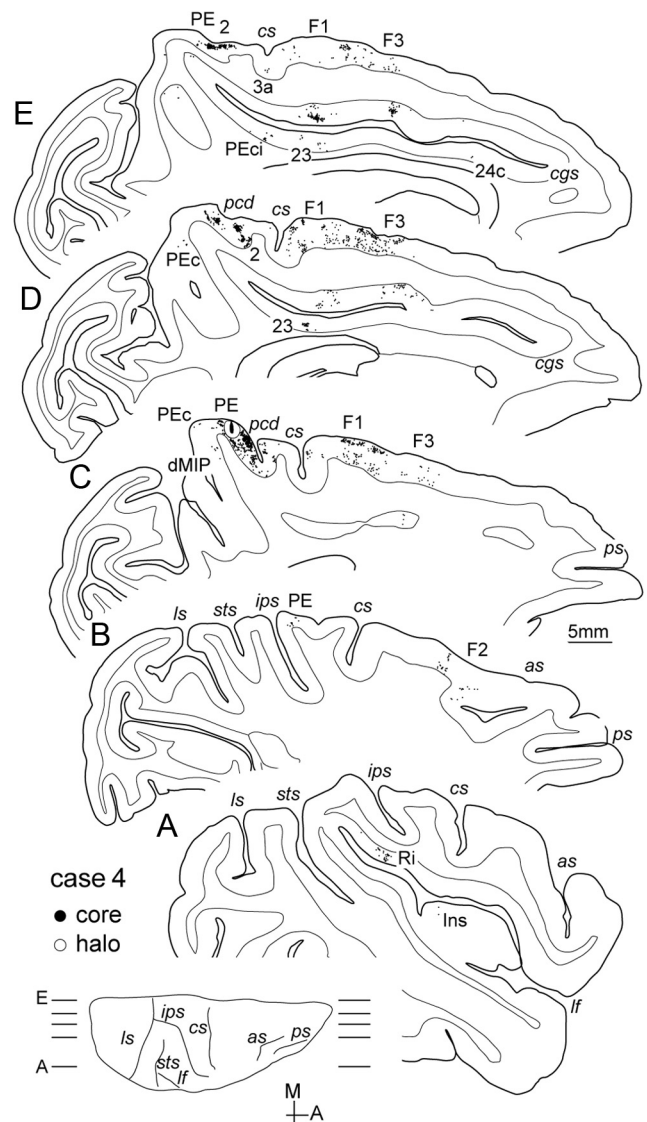 PE 2 cs F1 F3
3a
E
PEci 23 24c cgs
pcd cs F1 F3
PEc 2
D
23
cgs
PEc PE pcd cs F1 F3
dMIP
C
ps
5mm
B
ls sts ips PE cs F2 as
ps
A
ls sts ips cs as
Ri
Ins
lf
case 4
core
halo
E
ips
ls cs as ps
sts
A
lf
M
A